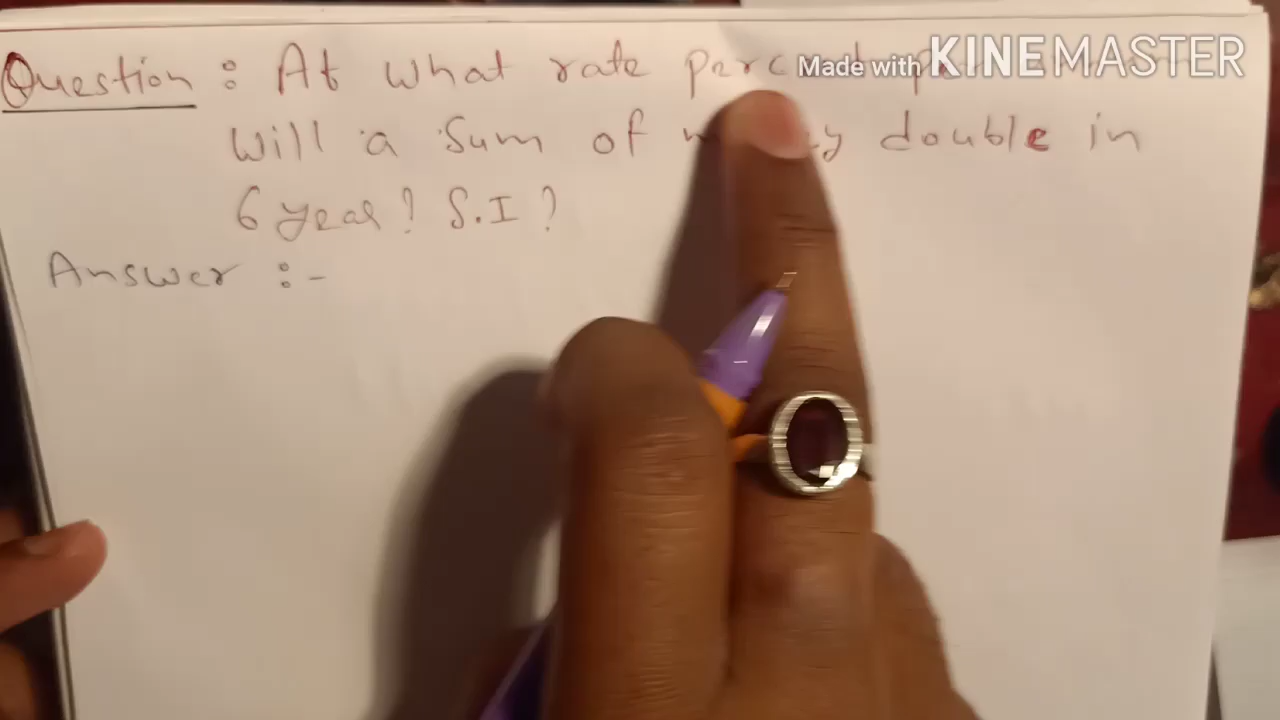 Question : At what rate perc
Made with KINEMASTER
Will a Sum of double in
6 year? S.I ?
Answer :-